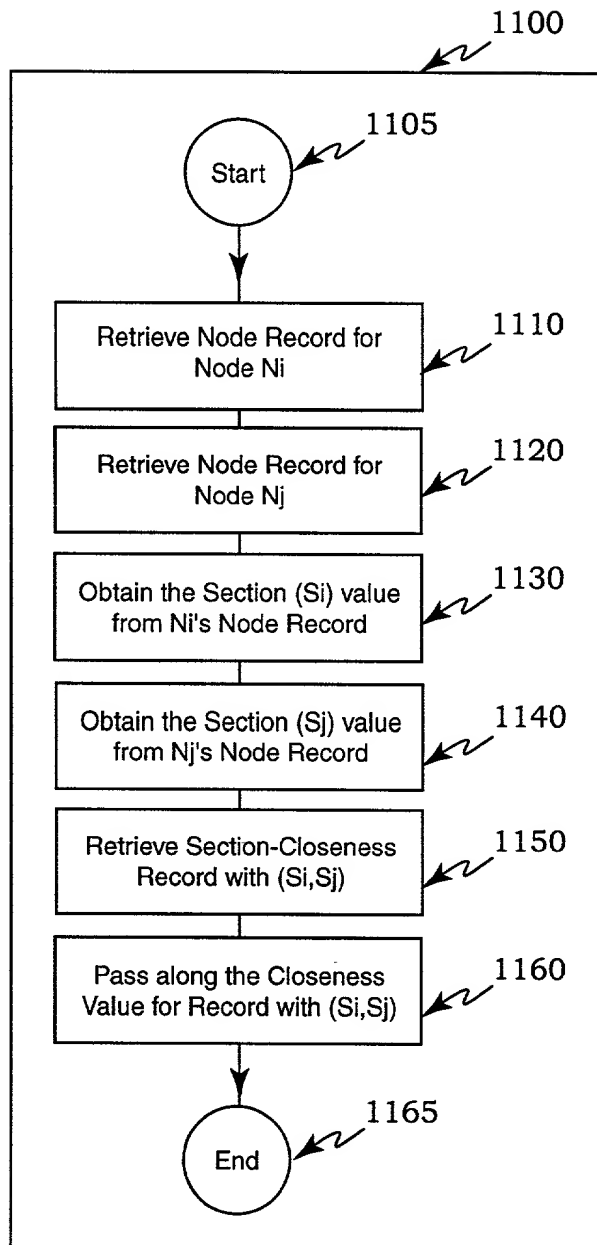 1100
1105
Start
1110
Retrieve Node Record for
Node Ni
1120
Retrieve Node Record for
Node Nj
1130
Obtain the Section (Si) value
from Ni's Node Record
1140
Obtain the Section (Sj) value
from Nj's Node Record
1150
Retrieve Section-Closeness
Record with (Si,Sj)
1160
Pass along the Closeness
Value for Record with (Si,Sj)
1165
End